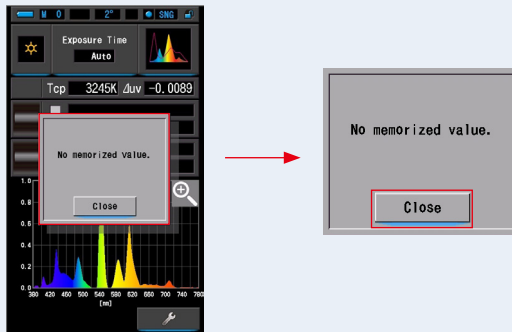 M 0 2° SNG
Exposure Time
Auto
Tcp 3245K ⊿uv -0.0089
No memorized value.
Close
1.0
0.8
0.6
0.4
0.2
0.0
380 420 460 500 540 580 620 660 700 740 780
[nm]
No memorized value.
Close